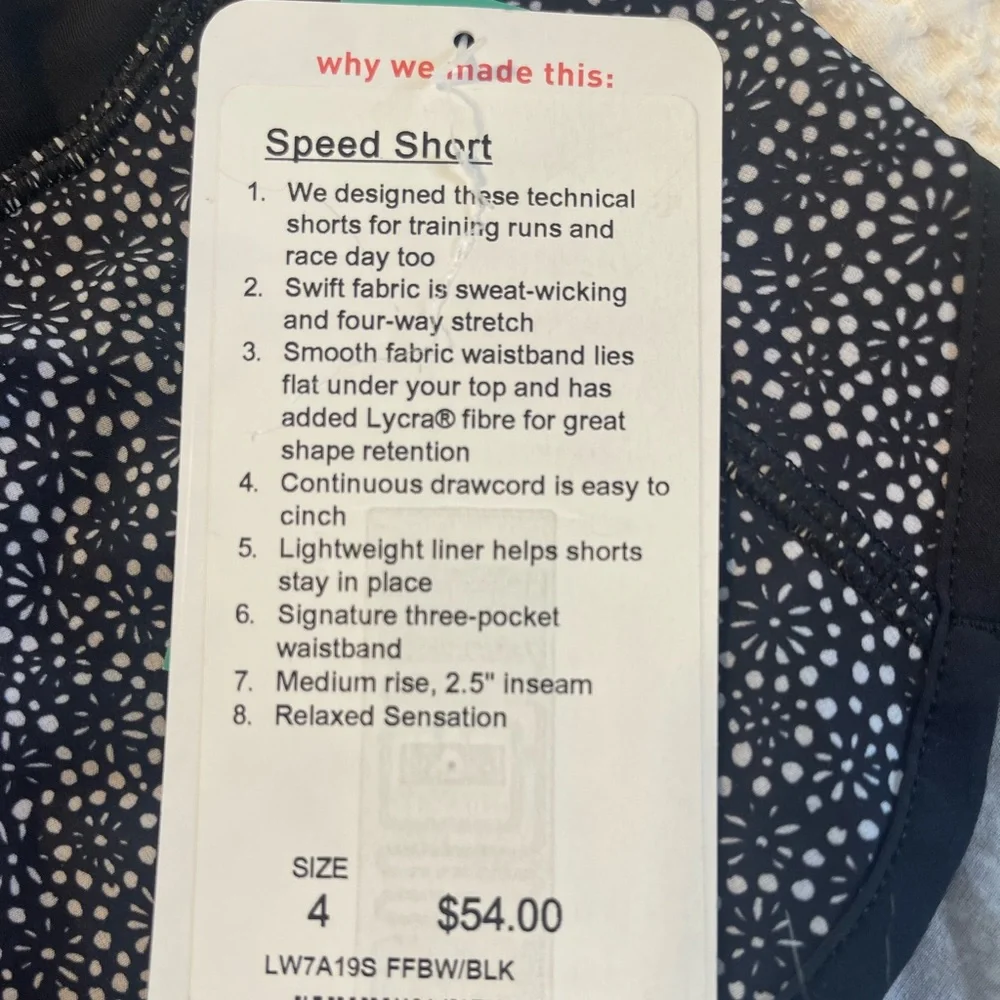 why we made this:
Speed Short
1. We designed these technical
shorts for training runs and
race day too
2. Swift fabric is sweat-wicking
and four-way stretch
3. Smooth fabric waistband lies
flat under your top and has
added Lycra® fibre for great
shape retention
4. Continuous drawcord is easy to
cinch
5. Lightweight liner helps shorts
stay in place
6. Signature three-pocket
waistband
7. Medium rise, 2.5" inseam
8. Relaxed Sensation
SIZE
4 $54.00
LW7A19S FFBW/BLK